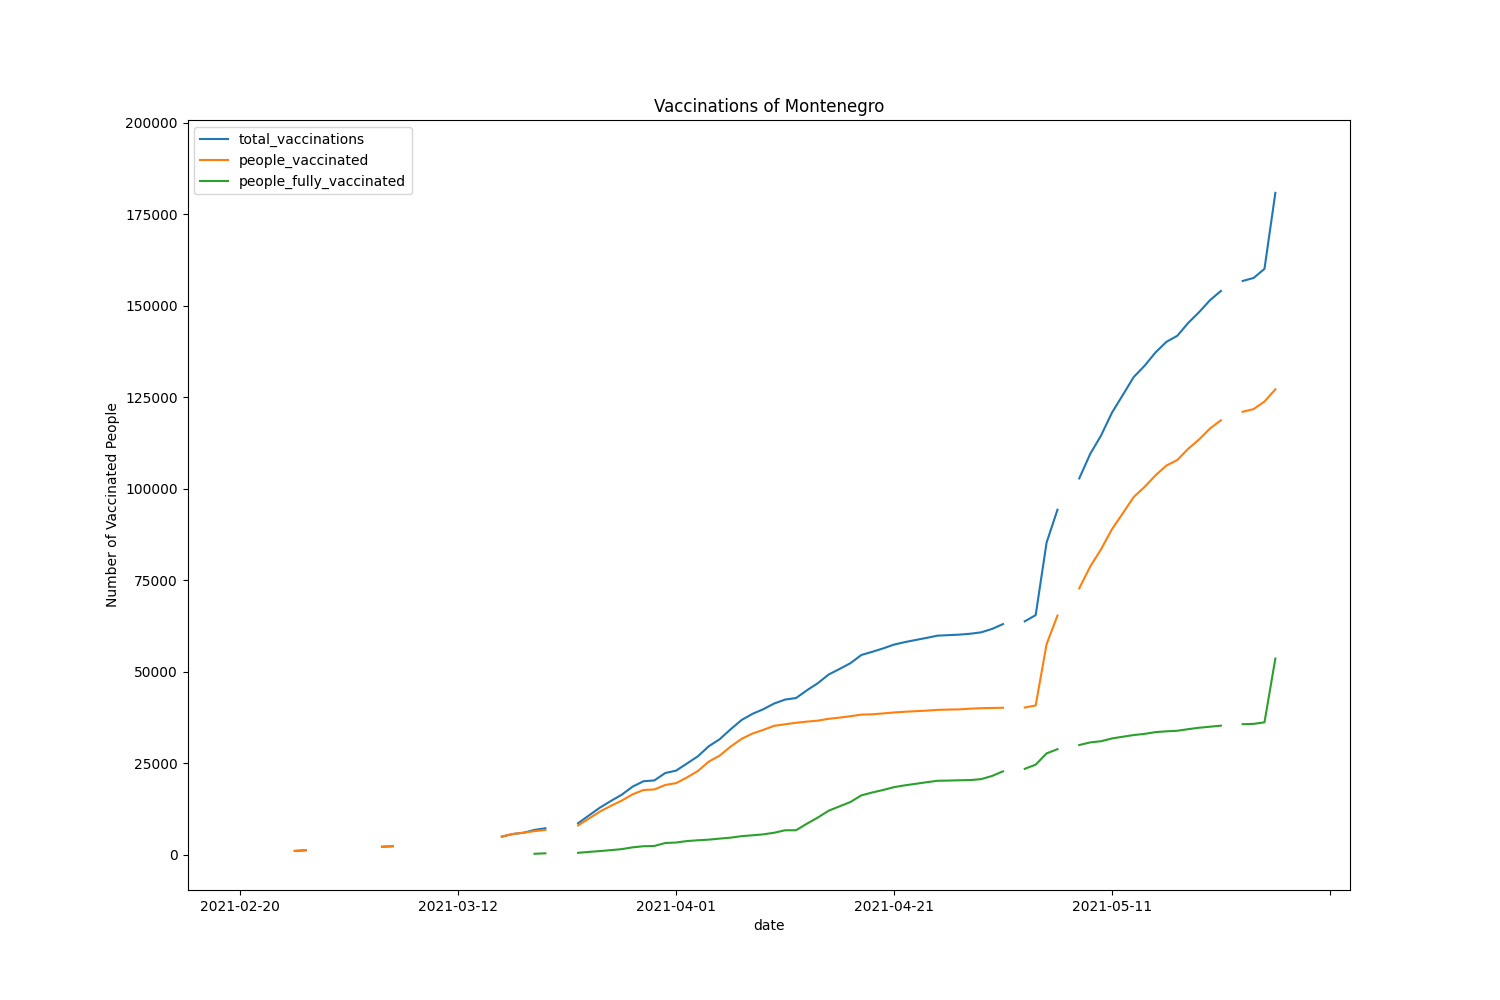 Vaccinations of Montenegro
200000
175000
150000
125000
100000
75000
50000
25000
0
Number of Vaccinated People
total_vaccinations
people_vaccinated
people_fully_vaccinated
2021-02-20
2021-03-12
2021-04-01
2021-04-21
2021-05-11
date